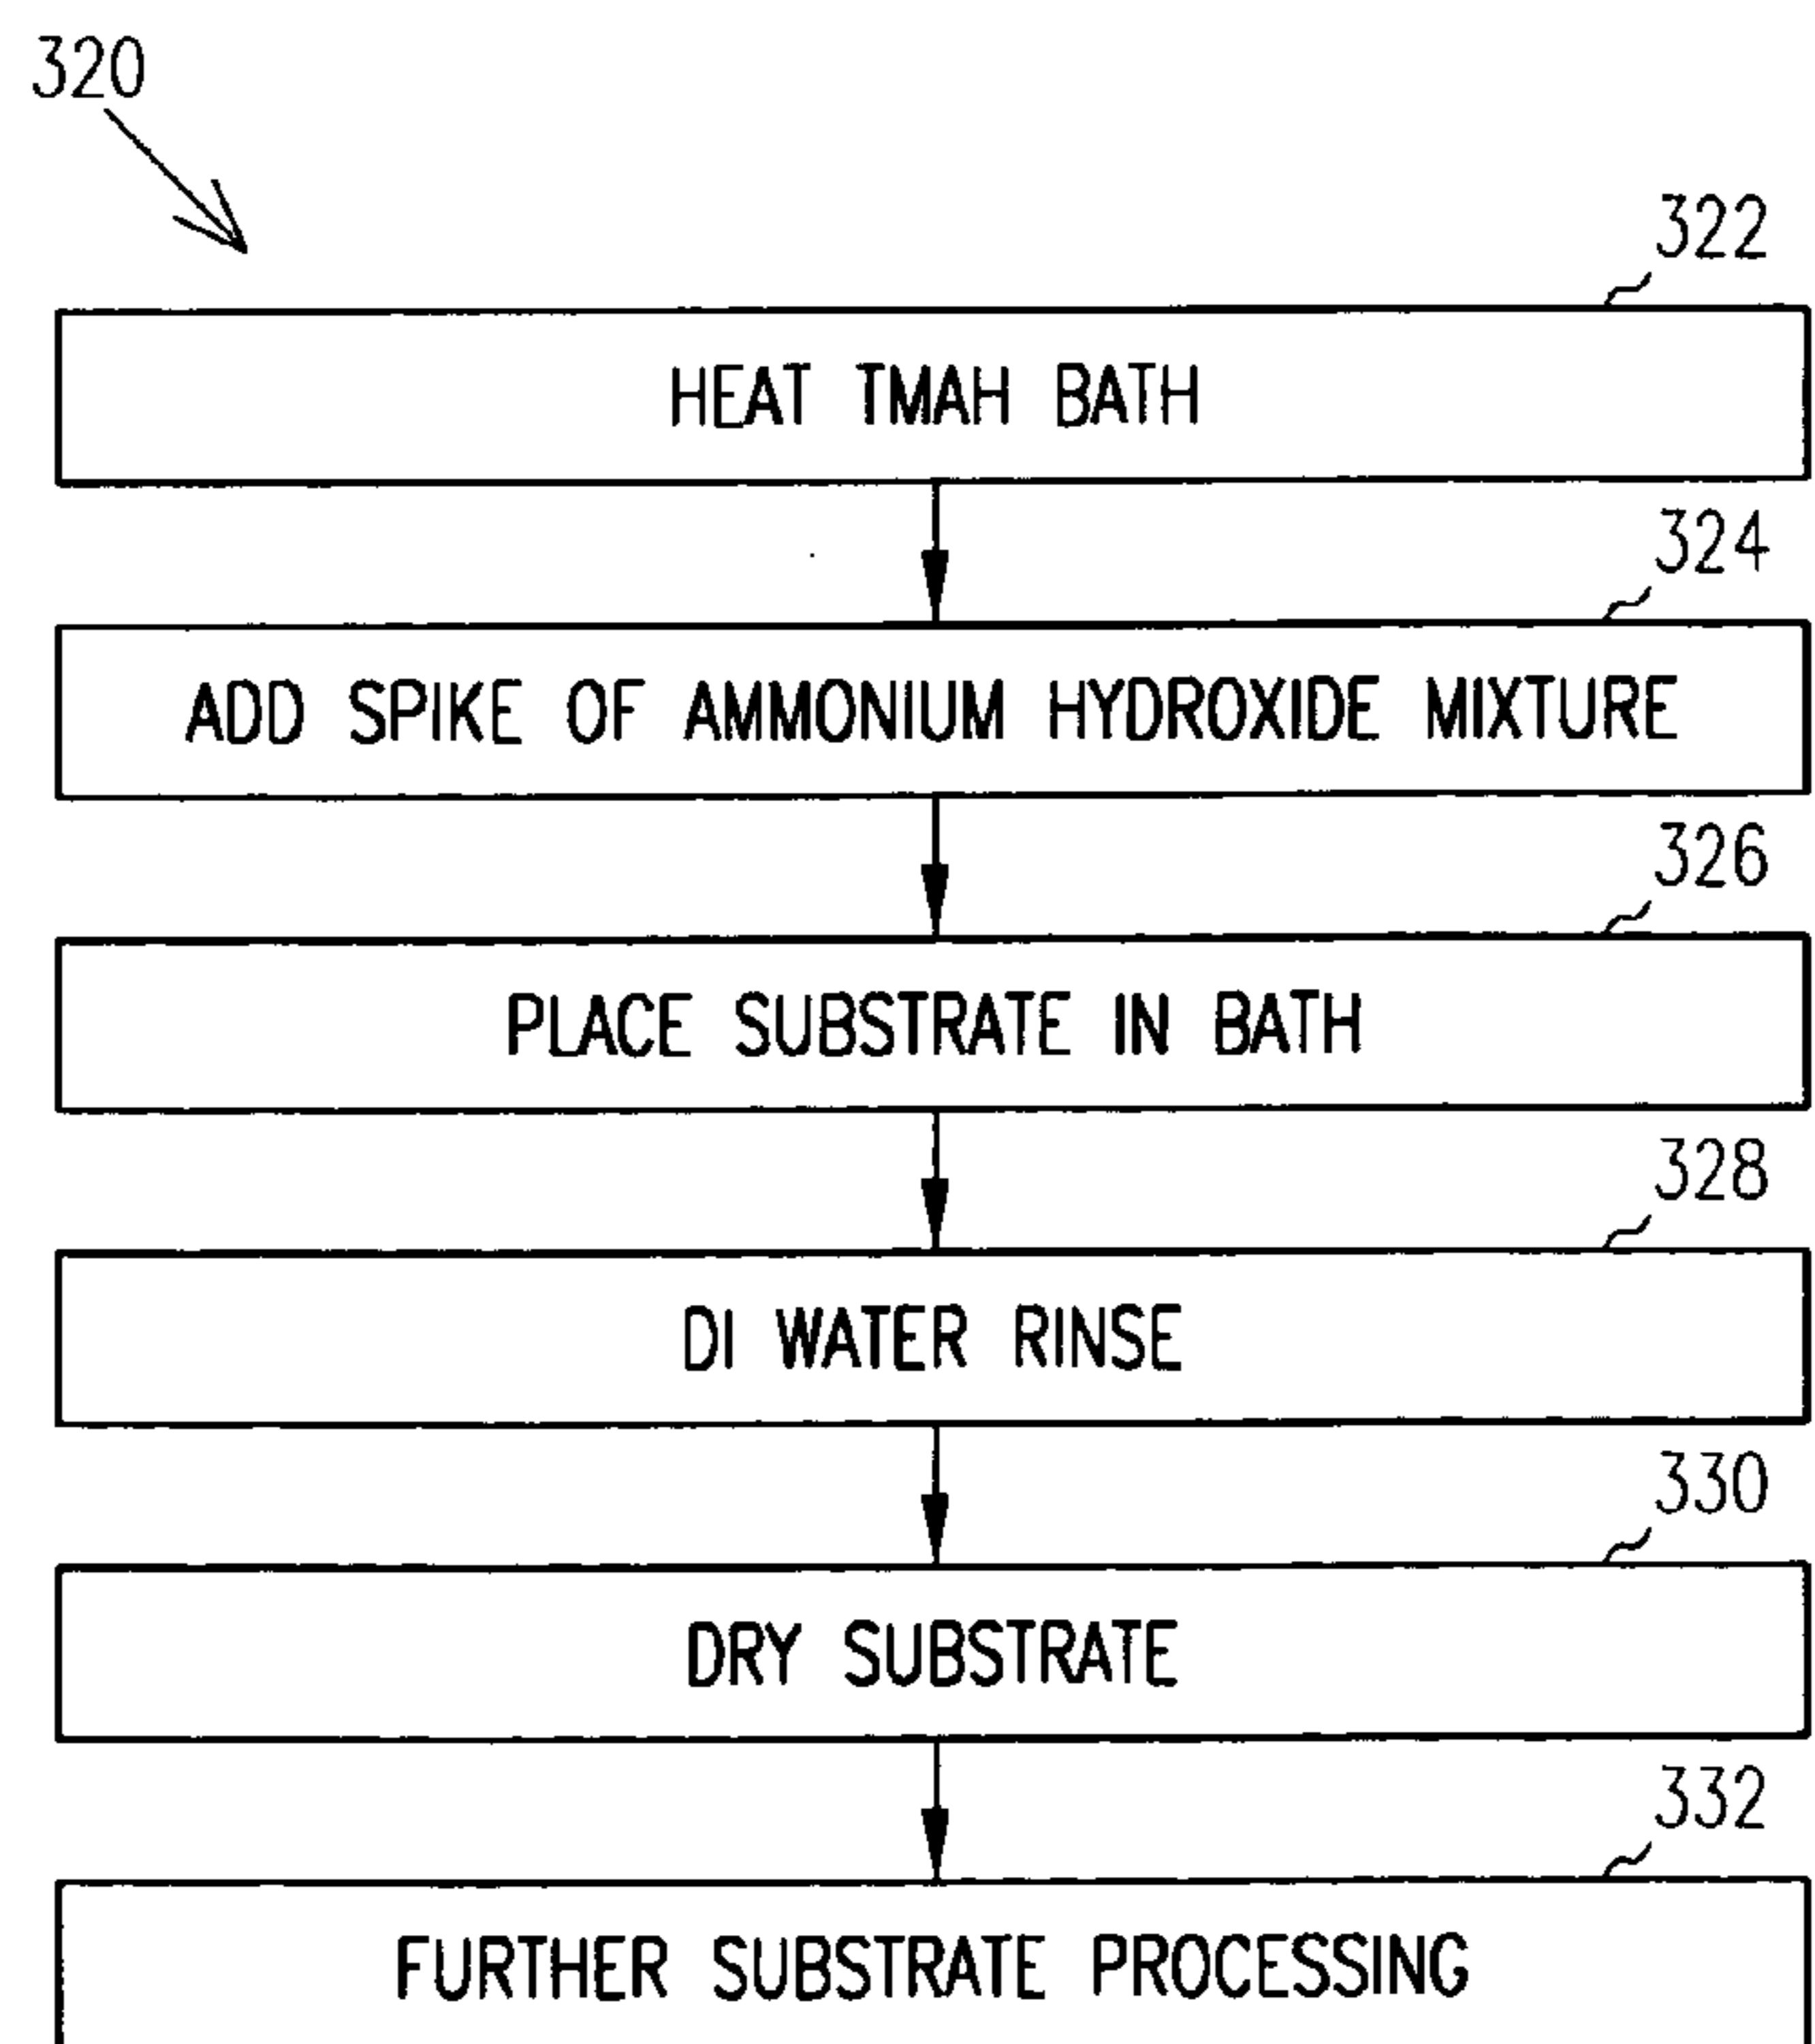 320
322
HEAT TMAH BATH
324
ADD SPIKE OF AMMONIUM HYDROXIDE MIXTURE
326
PLACE SUBSTRATE IN BATH
328
DI WATER RINSE
330
DRY SUBSTRATE
332
FURTHER SUBSTRATE PROCESSING